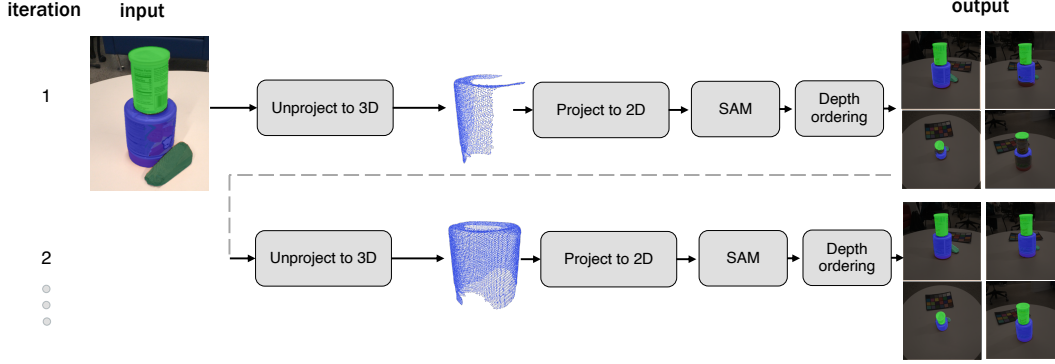 iteration
input
output
1
Unproject to 3D
Project to 2D
SAM
Depth
ordering
2
Unproject to 3D
Project to 2D
SAM
Depth
ordering